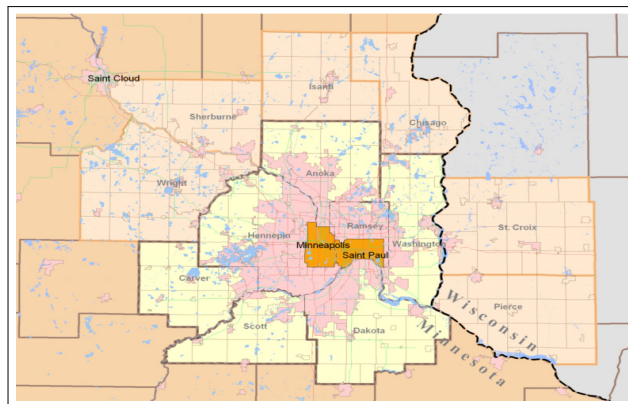 Saint Cloud
Isanti
Sherburne
Chisago
Anoka
Wright
Hennepin
Ramsey
Washington
St. Croix
Minneapolis
Saint Paul
Carver
Scott
Dakota
Pierce
Wisconsin
Minnesota